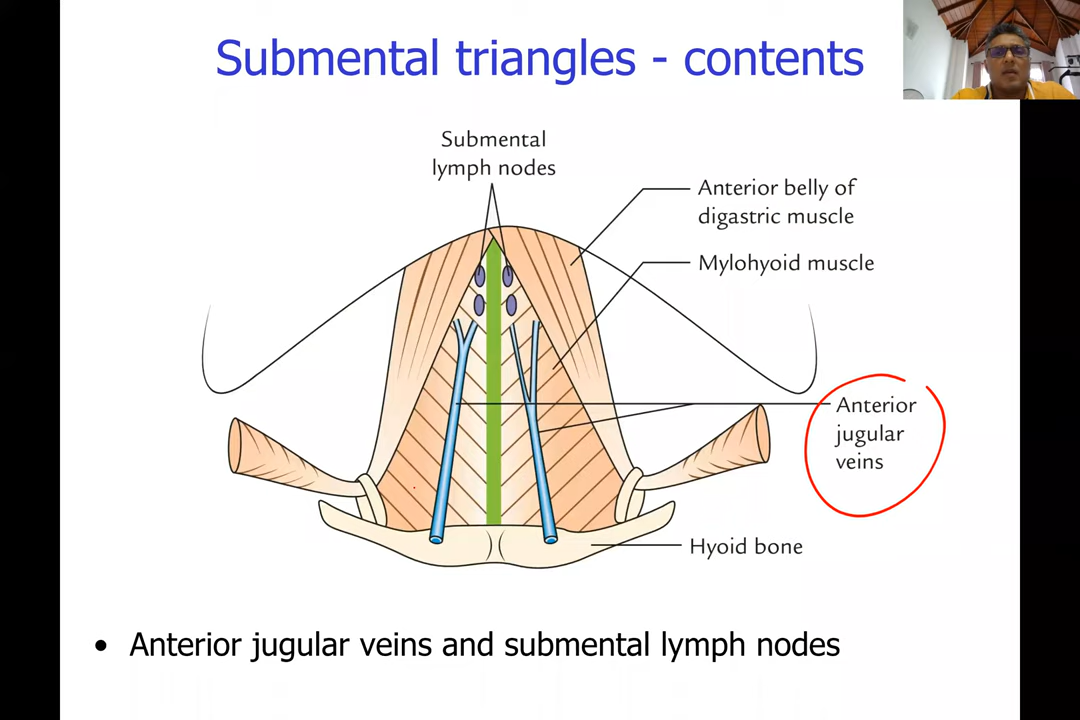 Submental triangles - contents
Submental
lymph nodes
Anterior belly of
digastric muscle
Mylohyoid muscle
Anterior
jugular
veins
Hyoid bone
• Anterior jugular veins and submental lymph nodes